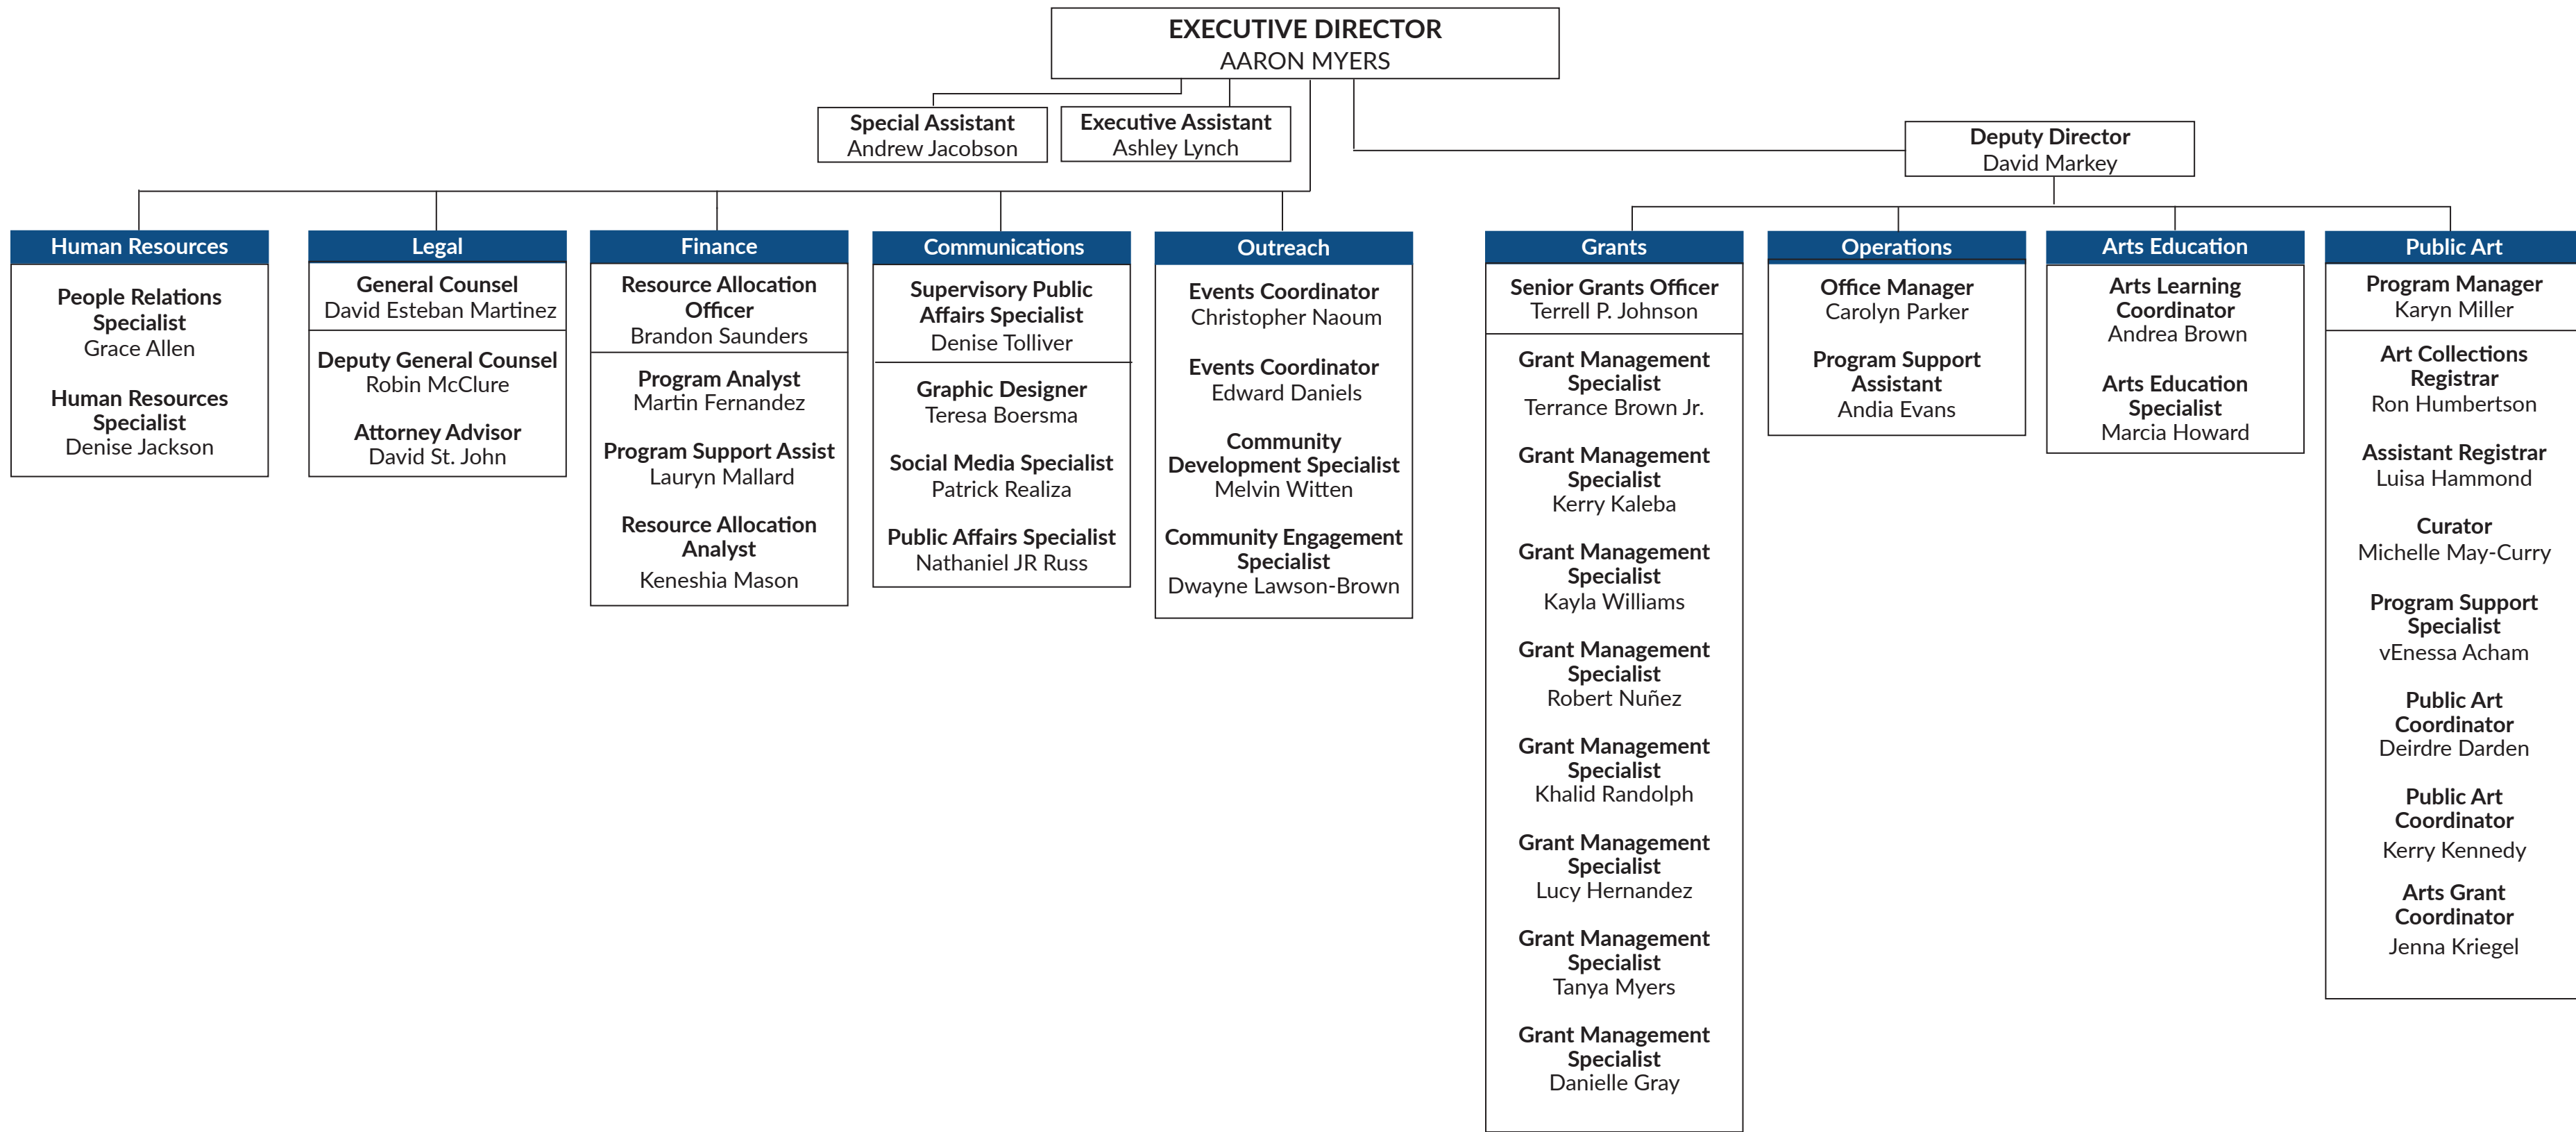 EXECUTIVE DIRECTOR
AARON MYERS
Special Assistant
Andrew Jacobson
Executive Assistant
Ashley Lynch
Deputy Director
David Markey
Human Resources
People Relations
Specialist
Grace Allen
Human Resources
Specialist
Denise Jackson
Legal
General Counsel
David Esteban Martinez
Deputy General Counsel
Robin McClure
Attorney Advisor
David St. John
Finance
Resource Allocation
Officer
Brandon Saunders
Program Analyst
Martin Fernandez
Program Support Assist
Lauryn Mallard
Resource Allocation
Analyst
Keneshia Mason
Communications
Supervisory Public
Affairs Specialist
Denise Tolliver
Graphic Designer
Teresa Boersma
Social Media Specialist
Patrick Realiza
Public Affairs Specialist
Nathaniel JR Russ
Outreach
Events Coordinator
Christopher Naoum
Events Coordinator
Edward Daniels
Community
Development Specialist
Melvin Witten
Community Engagement
Specialist
Dwayne Lawson-Brown
Grants
Senior Grants Officer
Terrell P. Johnson
Grant Management
Specialist
Terrance Brown Jr.
Grant Management
Specialist
Kerry Kaleba
Grant Management
Specialist
Kayla Williams
Grant Management
Specialist
Robert Nuñez
Grant Management
Specialist
Khalid Randolph
Grant Management
Specialist
Lucy Hernandez
Grant Management
Specialist
Tanya Myers
Grant Management
Specialist
Danielle Gray
Operations
Office Manager
Carolyn Parker
Program Support
Assistant
Andia Evans
Arts Education
Arts Learning
Coordinator
Andrea Brown
Arts Education
Specialist
Marcia Howard
Public Art
Program Manager
Karyn Miller
Art Collections
Registrar
Ron Humbertson
Assistant Registrar
Luisa Hammond
Curator
Michelle May-Curry
Program Support
Specialist
vEnessa Acham
Public Art
Coordinator
Deirdre Darden
Public Art
Coordinator
Kerry Kennedy
Arts Grant
Coordinator
Jenna Kriegel